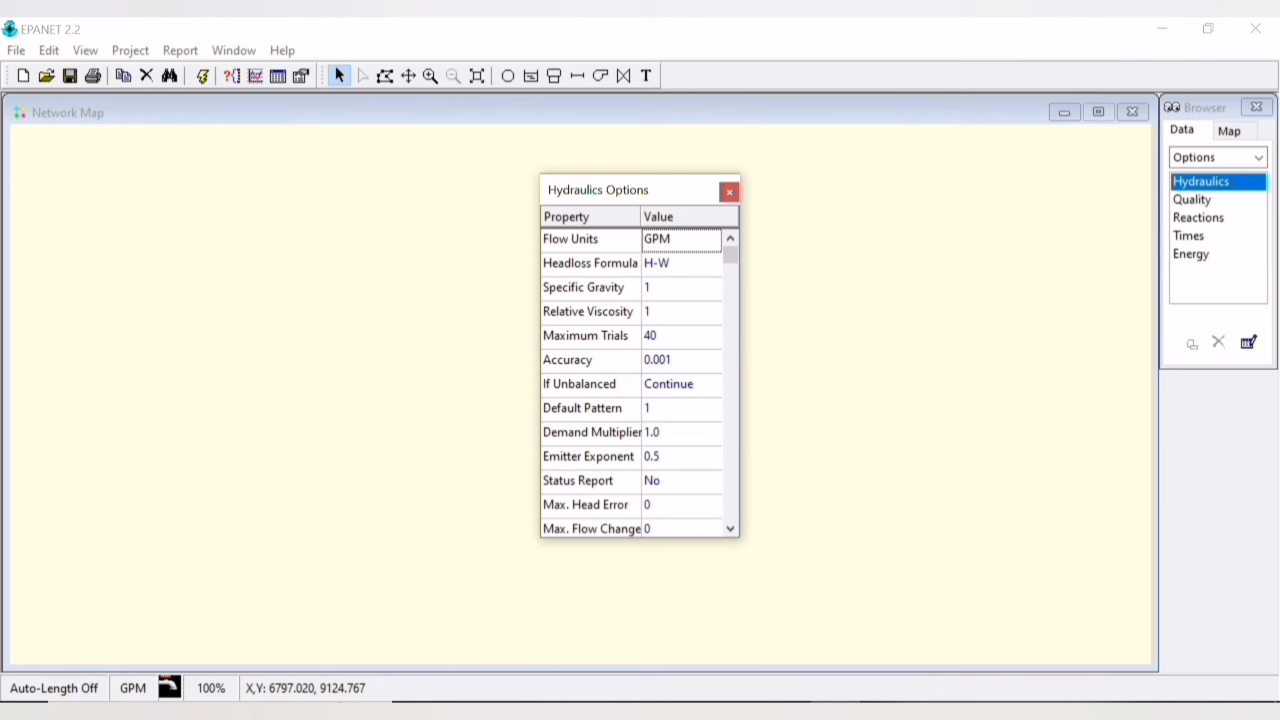 EPANET 2.2
File Edit View Project Report Window Help
T
Network Map
Browser
Data Map
Options
Hydraulics
Quality
Reactions
Times
Energy
Hydraulics Options
Property Value
Flow Units GPM
Headloss Formula H-W
Specific Gravity 1
Relative Viscosity 1
Maximum Trials 40
Accuracy 0.001
If Unbalanced Continue
Default Pattern 1
Demand Multiplier 1.0
Emitter Exponent 0.5
Status Report No
Max. Head Error 0
Max. Flow Change 0
Auto-Length Off GPM 100% X,Y: 6797.020, 9124.767